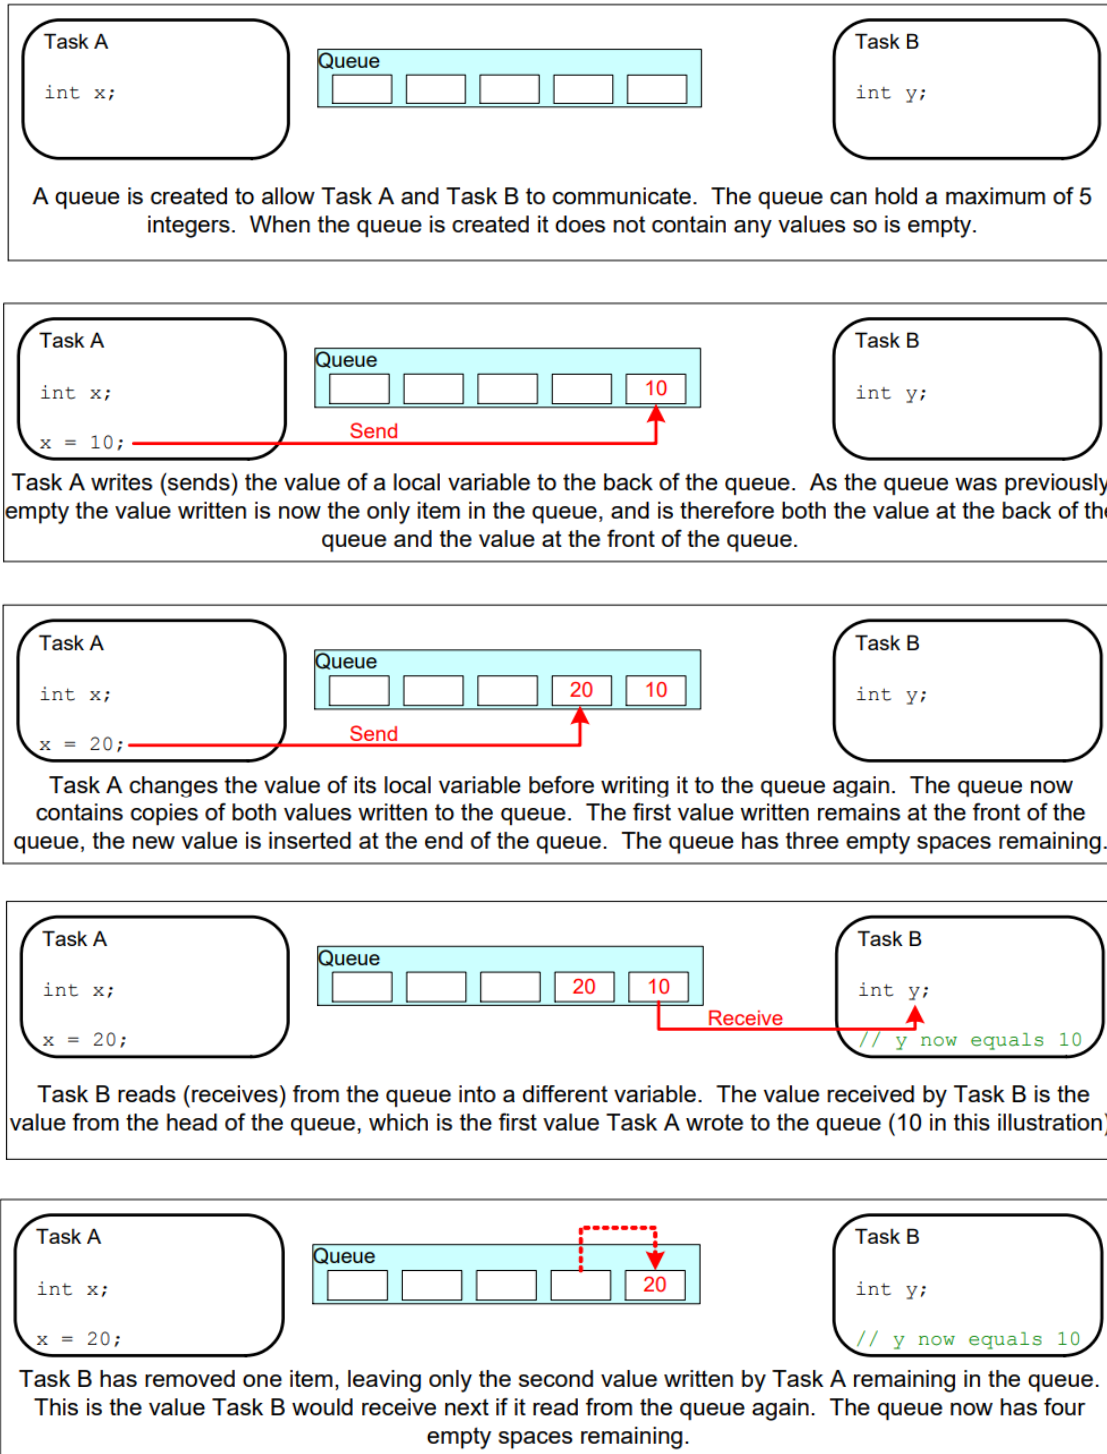 Task A
int x;
Queue
Task B
int y;
A queue is created to allow Task A and Task B to communicate.  The queue can hold a maximum of 5
integers.  When the queue is created it does not contain any values so is empty.
Task A
int x;
x = 10;
Queue
10
Send
Task B
int y;
Task A writes (sends) the value of a local variable to the back of the queue.  As the queue was previously
empty the value written is now the only item in the queue, and is therefore both the value at the back of the
queue and the value at the front of the queue.
Task A
int x;
x = 20;
Queue
20 10
Send
Task B
int y;
Task A changes the value of its local variable before writing it to the queue again.  The queue now
contains copies of both values written to the queue.  The first value written remains at the front of the
queue, the new value is inserted at the end of the queue.  The queue has three empty spaces remaining.
Task A
int x;
x = 20;
Queue
20 10
Receive
Task B
int y;
// y now equals 10
Task B reads (receives) from the queue into a different variable.  The value received by Task B is the
value from the head of the queue, which is the first value Task A wrote to the queue (10 in this illustration)
Task A
int x;
x = 20;
Queue
20
Task B
int y;
// y now equals 10
Task B has removed one item, leaving only the second value written by Task A remaining in the queue.
This is the value Task B would receive next if it read from the queue again.  The queue now has four
empty spaces remaining.